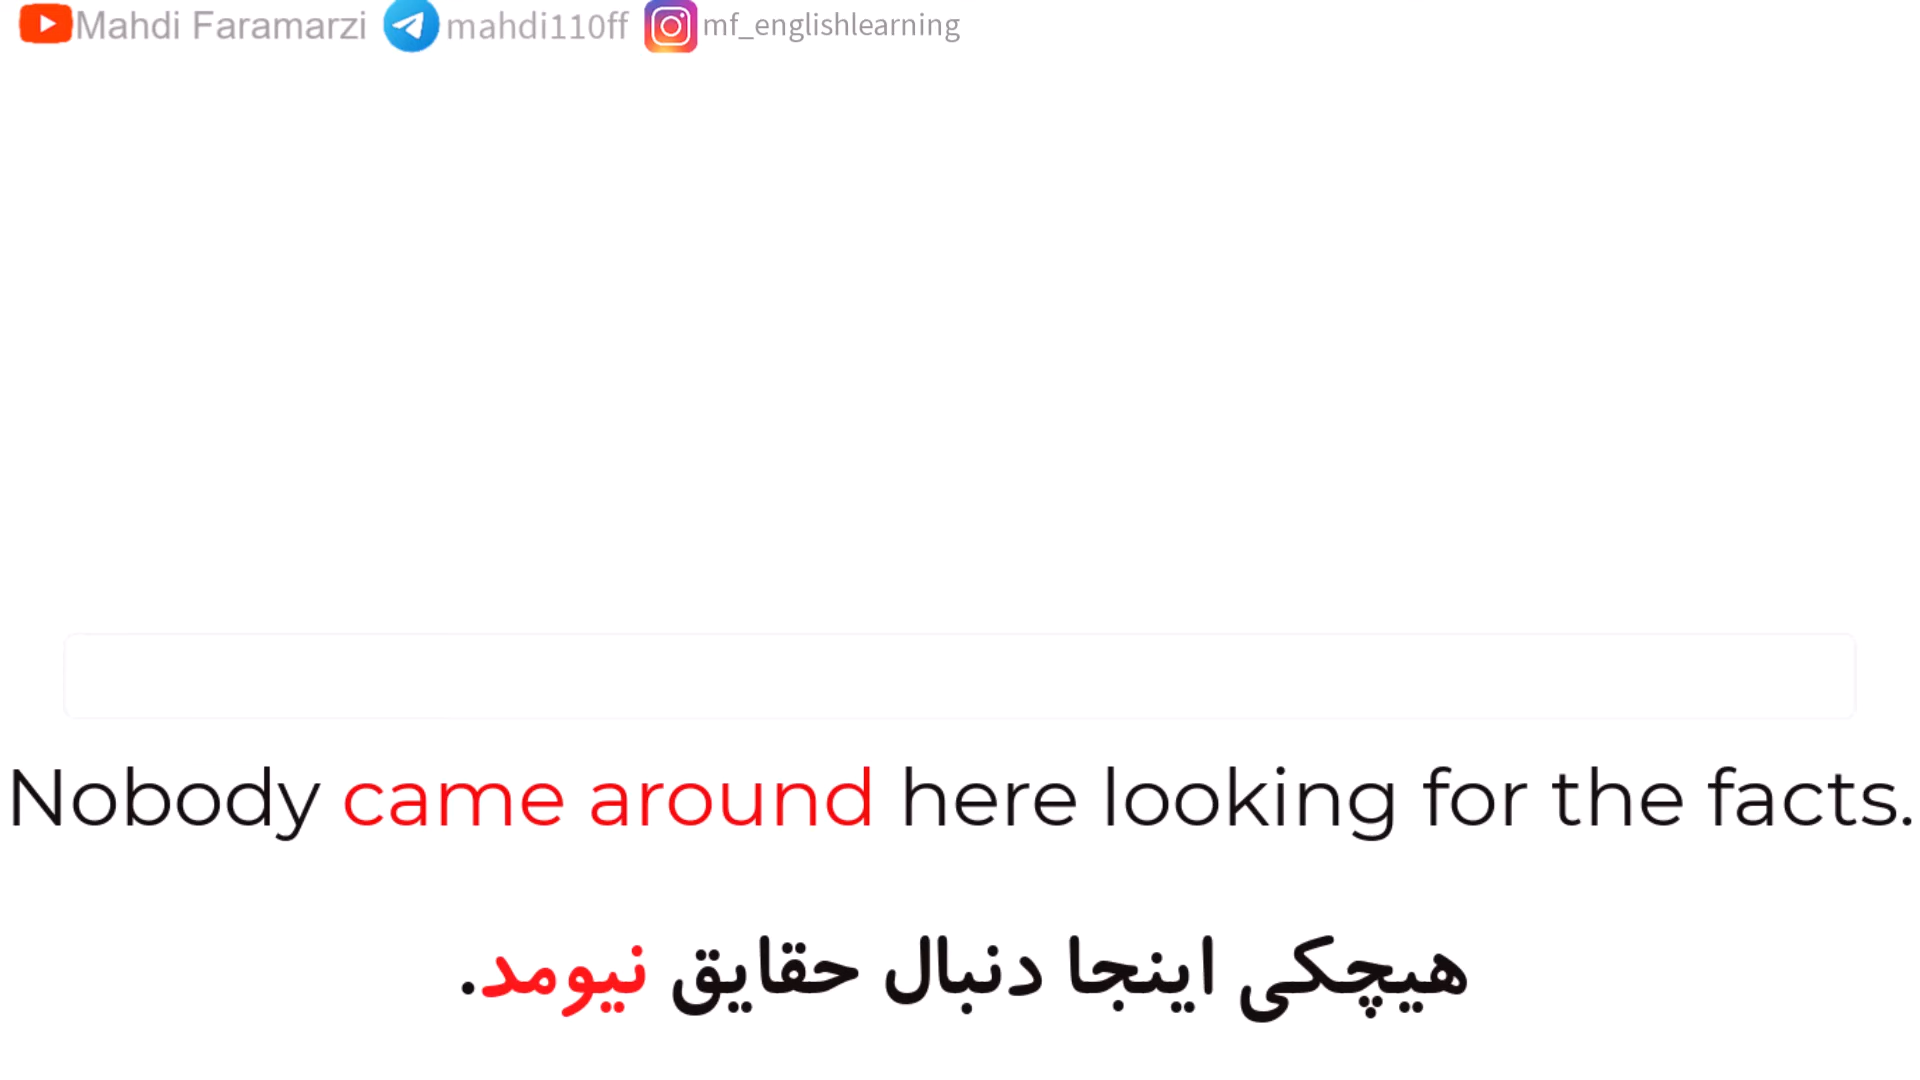 Mahdi Faramarzi mahdi110ff mf_englishlearning
Nobody came around here looking for the facts.
هیچکی اینجا دنبال حقایق نیومد.